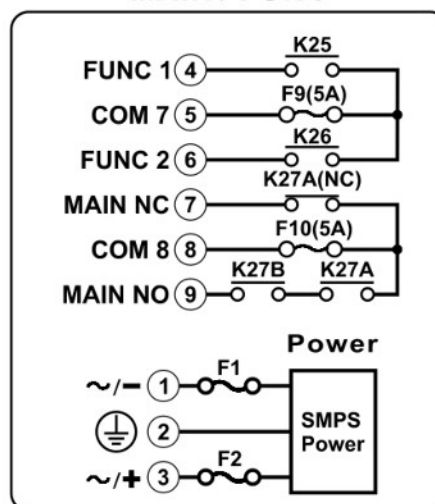 K25
FUNC 1 4
F9(5A)
COM 7 5
K26
FUNC 2 6
K27A(NC)
MAIN NC 7
F10(5A)
COM 8 8
K27B K27A
MAIN NO 9
Power
F1
~/- 1
2
SMPS
Power
F2
~/+ 3